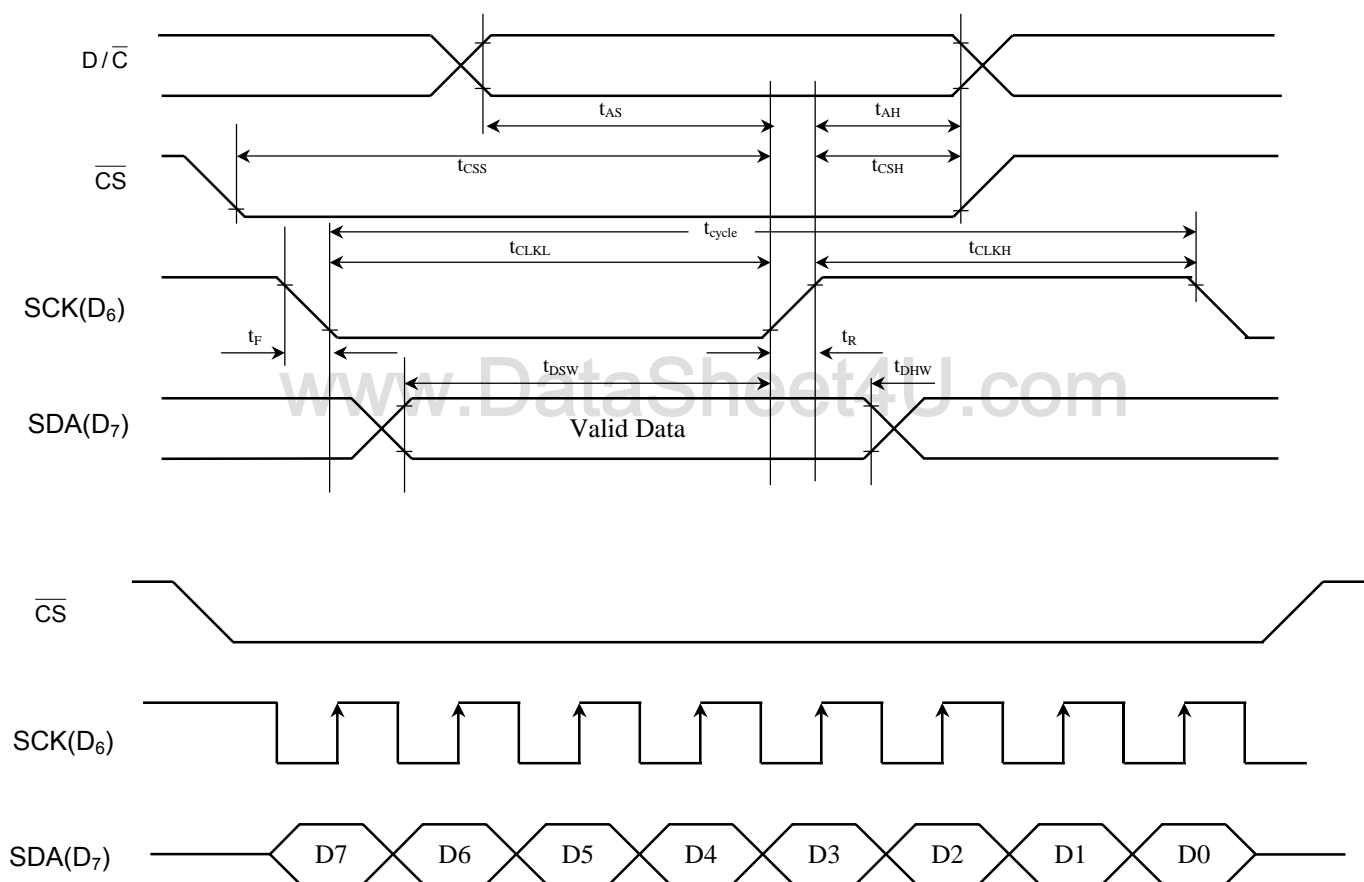 D / C̅
t_AS
t_AH
C̅S̅
t_CSS
t_CSH
t_cycle
t_CLKL
t_CLKH
SCK(D₆)
t_F
t_R
t_DSW
t_DHW
www.DataSheet4U.com
SDA(D₇)
Valid Data
C̅S̅
SCK(D₆)
SDA(D₇)
D7 D6 D5 D4 D3 D2 D1 D0